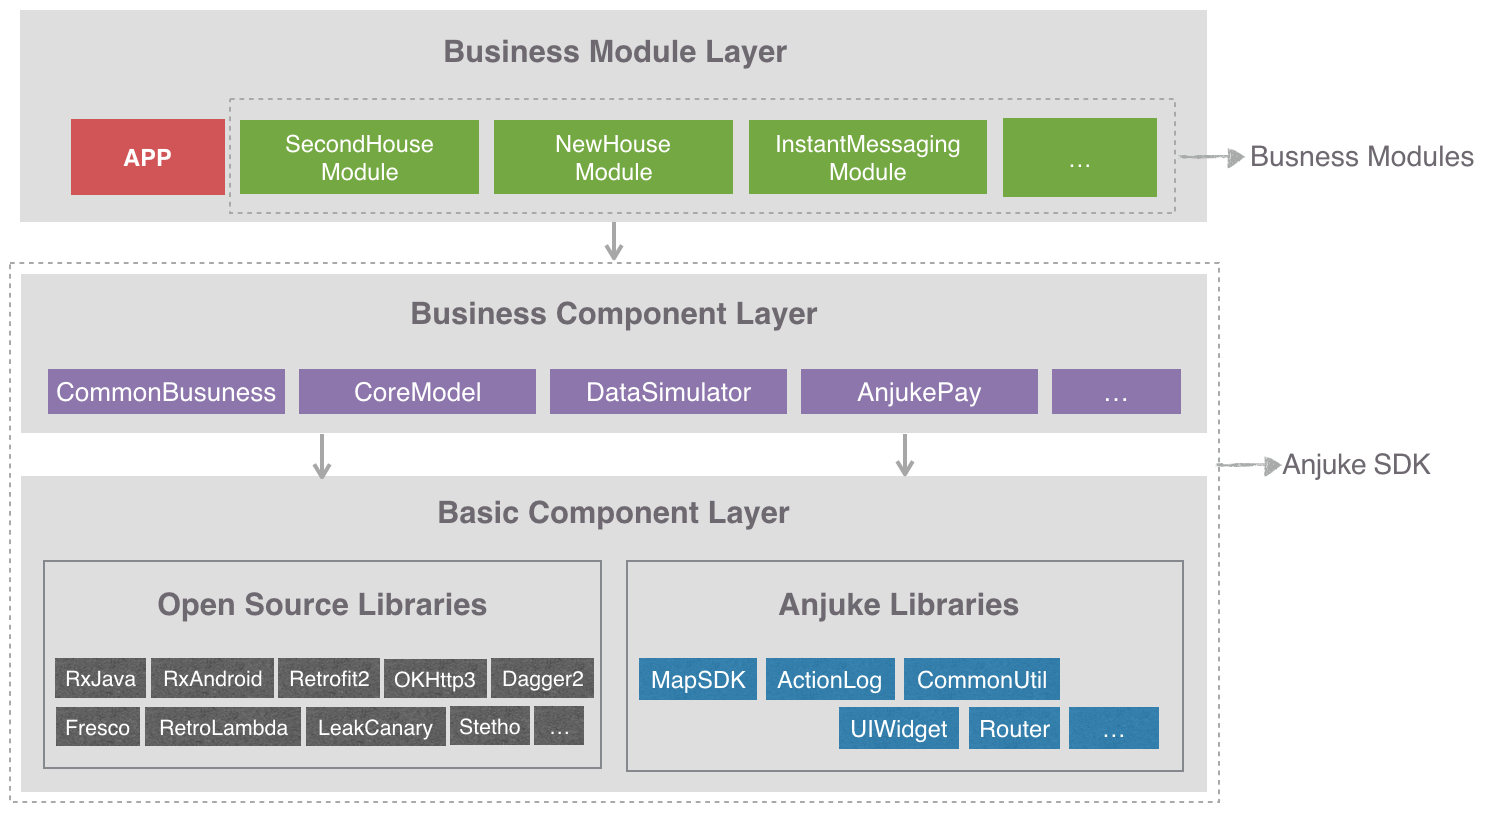 Business Module Layer
APP
SecondHouse
Module
NewHouse
Module
InstantMessaging
Module
...
Busness Modules
Business Component Layer
CommonBusuness
CoreModel
DataSimulator
AnjukePay
...
Anjuke SDK
Basic Component Layer
Open Source Libraries
RxJava
RxAndroid
Retrofit2
OKHttp3
Dagger2
Fresco
RetroLambda
LeakCanary
Stetho
...
Anjuke Libraries
MapSDK
ActionLog
CommonUtil
UIWidget
Router
...